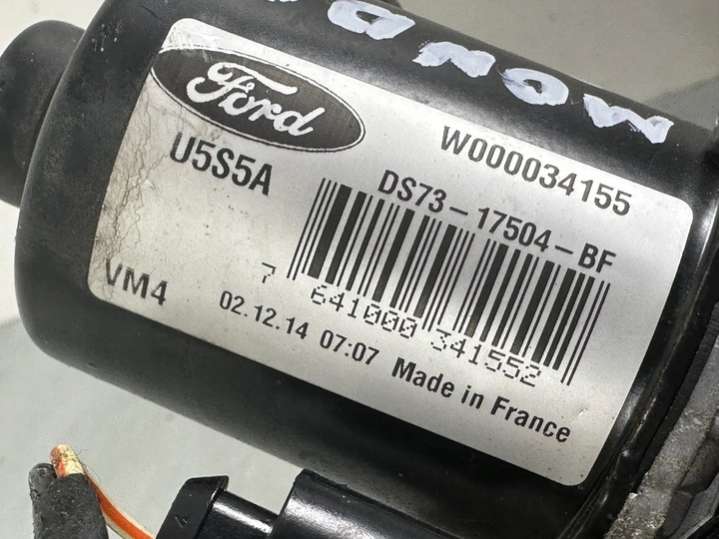 MOND
Ford
W000034155
U5S5A
DS73-17504-BF
7 641000 341552
VM4
02.12.14 07:07 Made in France